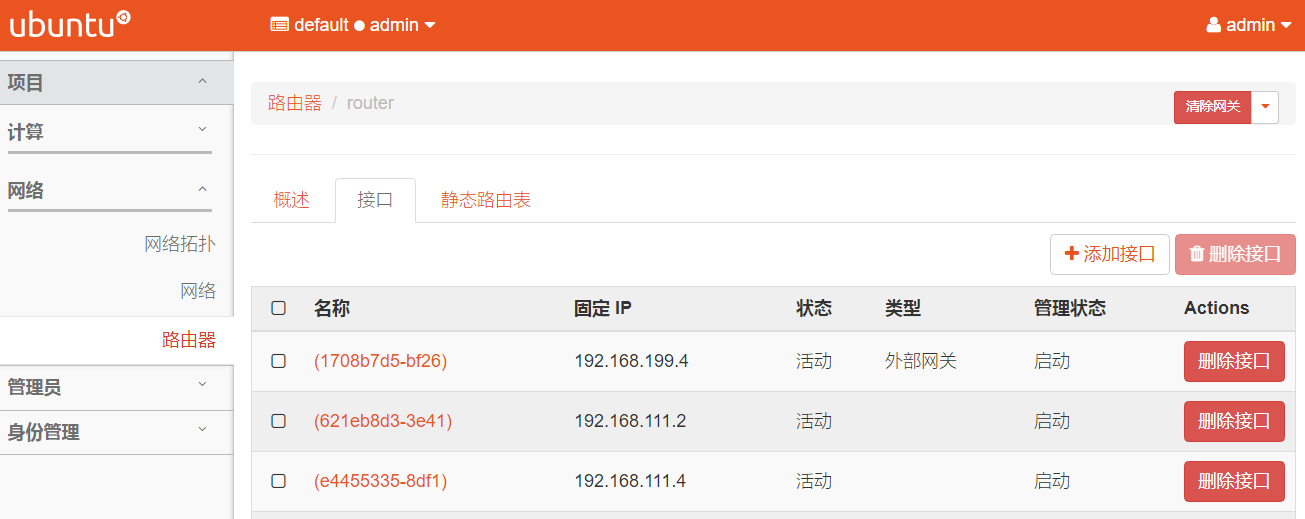 ubuntu
default ● admin
admin
项目
计算
网络
网络拓扑
网络
路由器
管理员
身份管理
路由器 / router
清除网关
概述 接口 静态路由表
添加接口 删除接口
名称 固定 IP 状态 类型 管理状态 Actions
(1708b7d5-bf26) 192.168.199.4 活动 外部网关 启动 删除接口
(621eb8d3-3e41) 192.168.111.2 活动 启动 删除接口
(e4455335-8df1) 192.168.111.4 活动 启动 删除接口